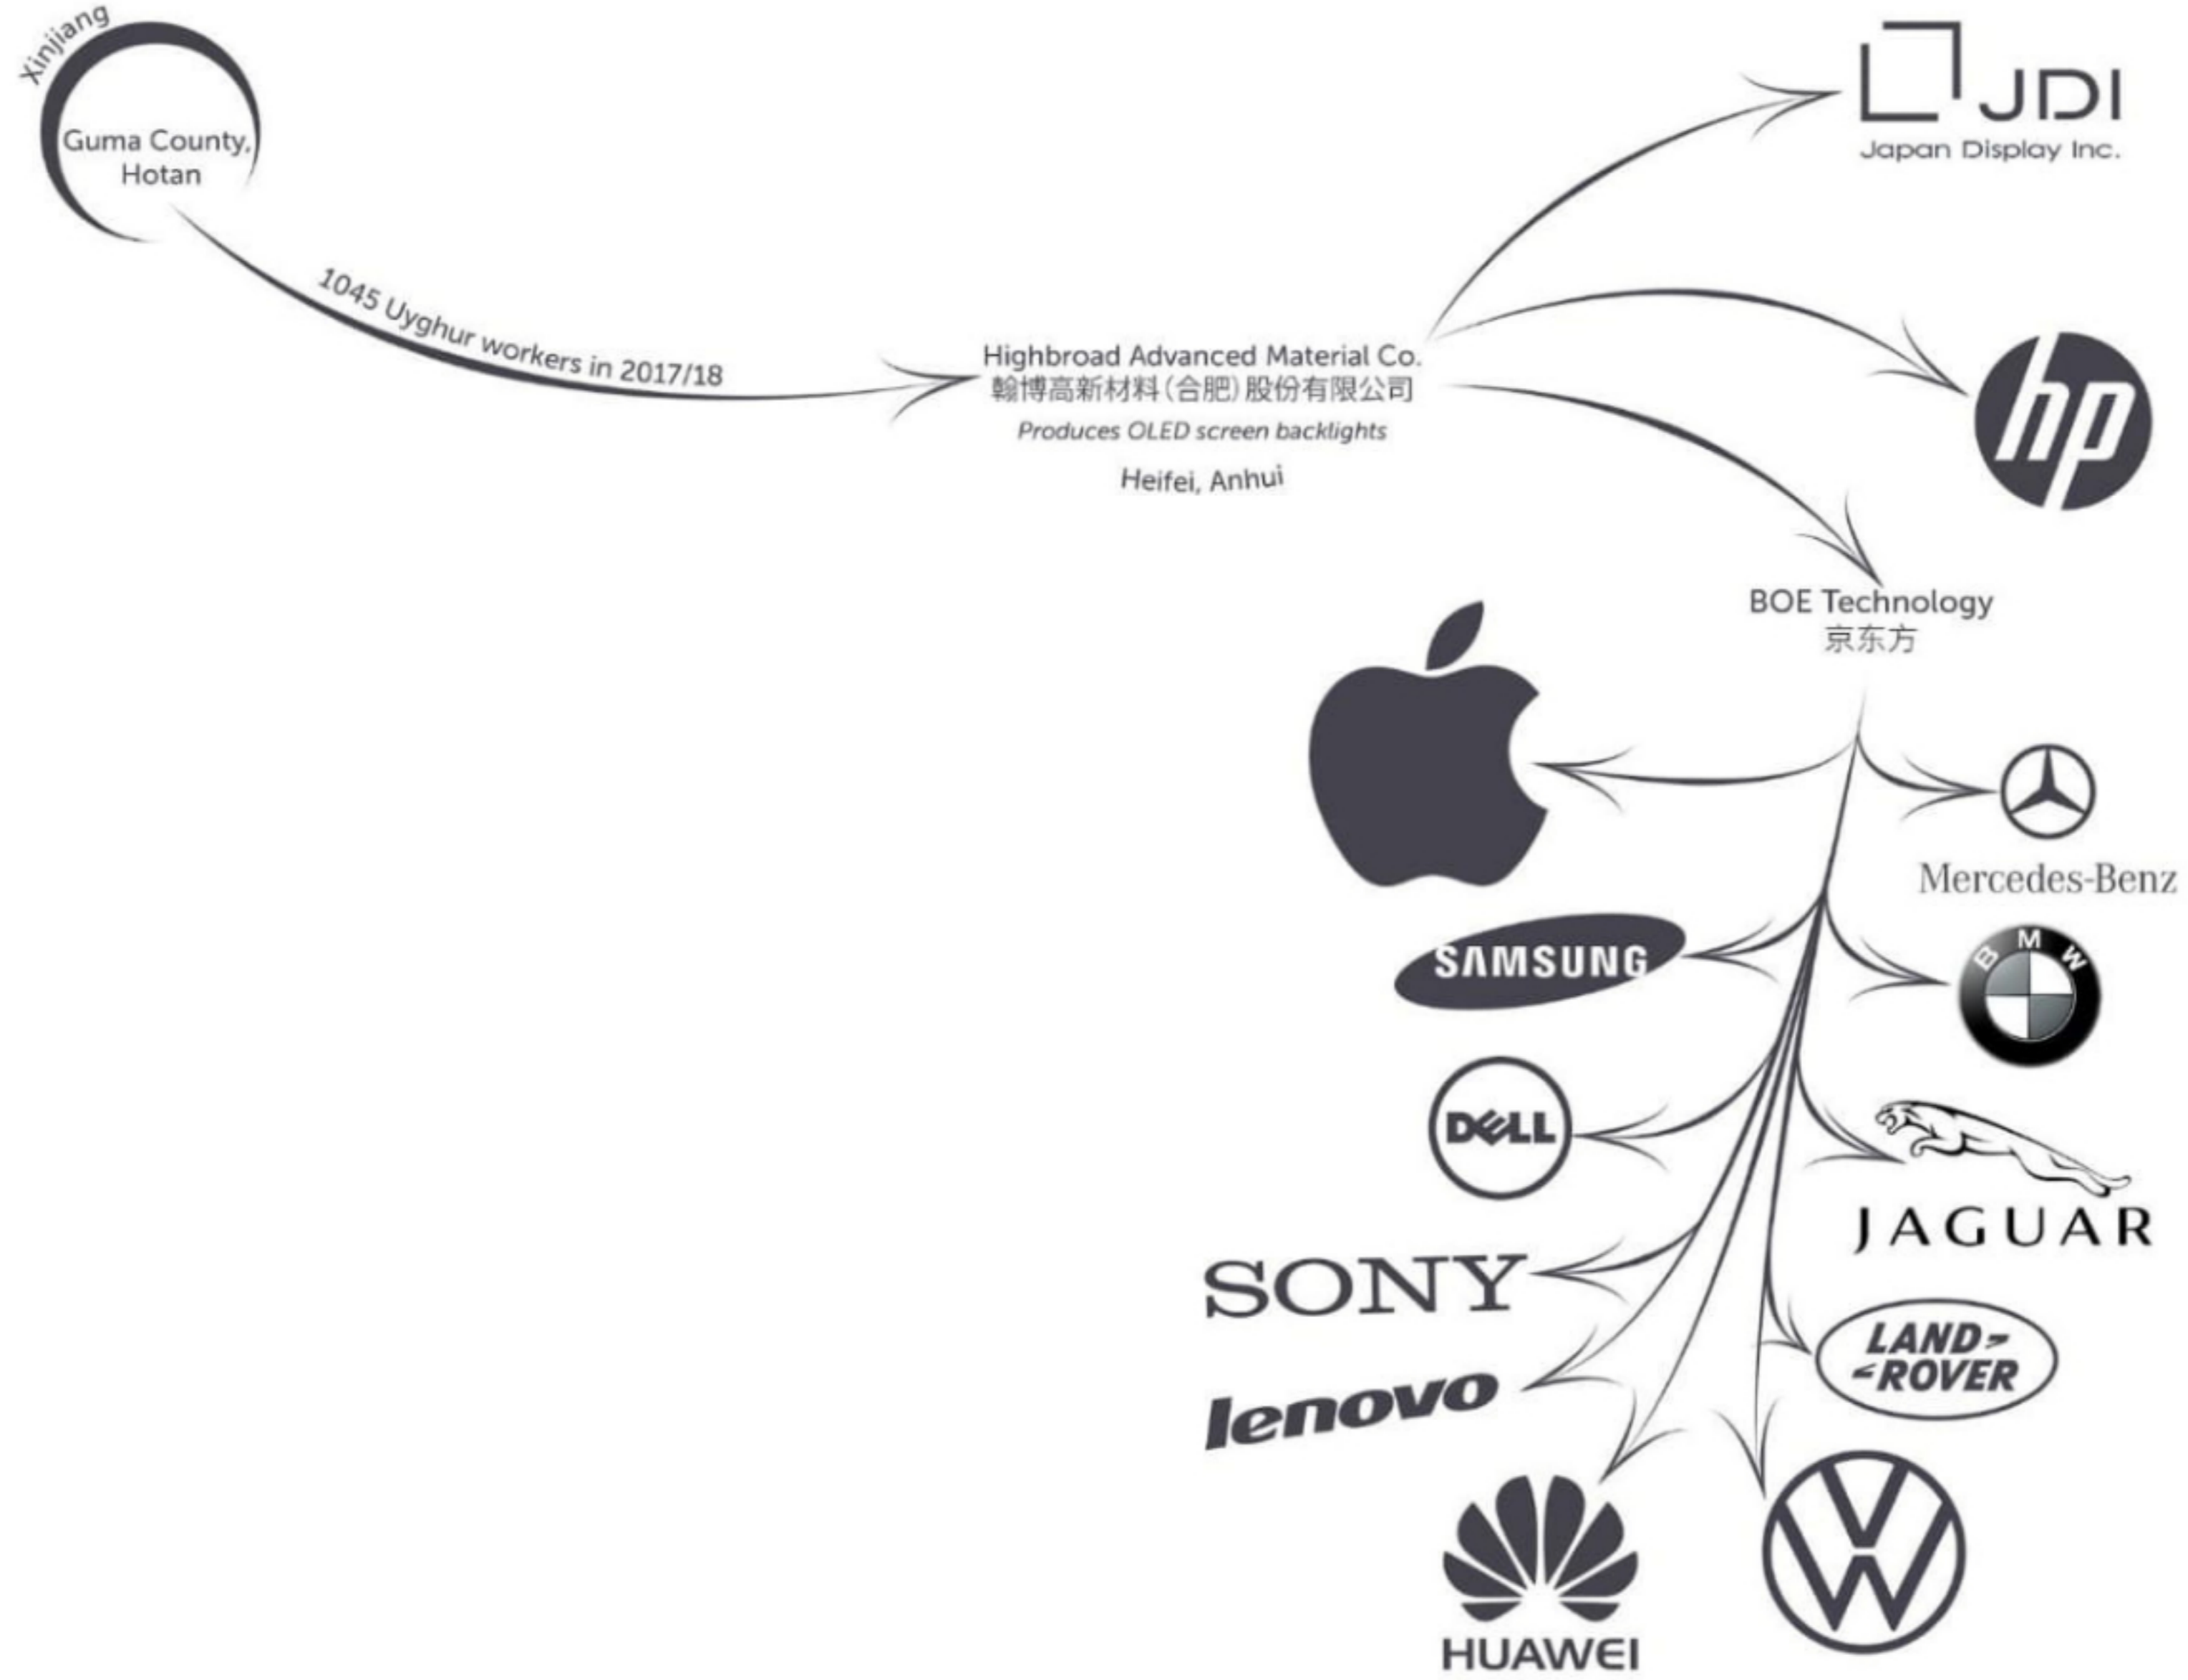 Xinjiang
Guma County,
Hotan
1045 Uyghur workers in 2017/18
Highbroad Advanced Material Co.
翰博高新材料(合肥)股份有限公司
Produces OLED screen backlights
Heifei, Anhui
JDI
Japan Display Inc.
hp
BOE Technology
京东方
Mercedes-Benz
SAMSUNG
BMW
DELL
JAGUAR
SONY
LAND-
ROVER
lenovo
HUAWEI
VW